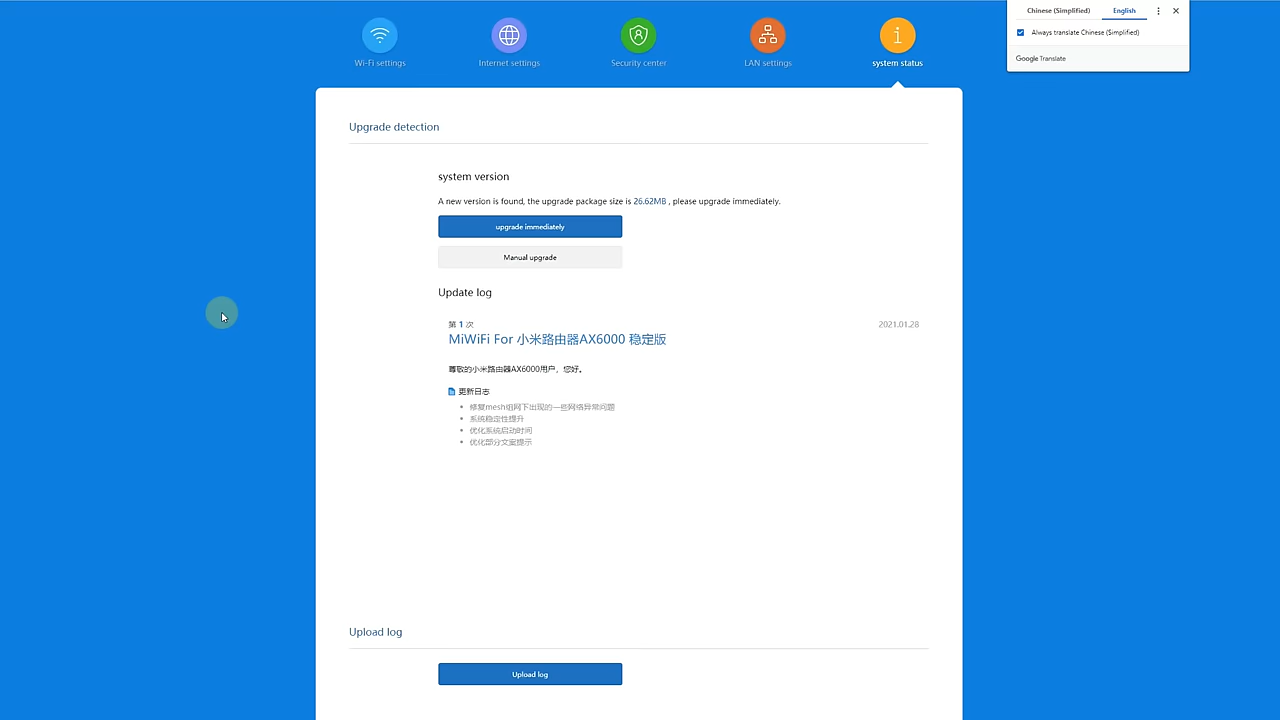 Chinese (Simplified) English
Always translate Chinese (Simplified)
Google Translate
Wi-Fi settings
Internet settings
Security center
LAN settings
system status
Upgrade detection
system version
A new version is found, the upgrade package size is 26.62MB , please upgrade immediately.
upgrade immediately
Manual upgrade
Update log
第 1 次 2021.01.28
MiWiFi For 小米路由器AX6000 稳定版
尊敬的小米路由器AX6000用户，您好。
更新日志
修复mesh组网下出现的一些网络异常问题
系统稳定性提升
优化系统启动时间
优化部分文案提示
Upload log
Upload log